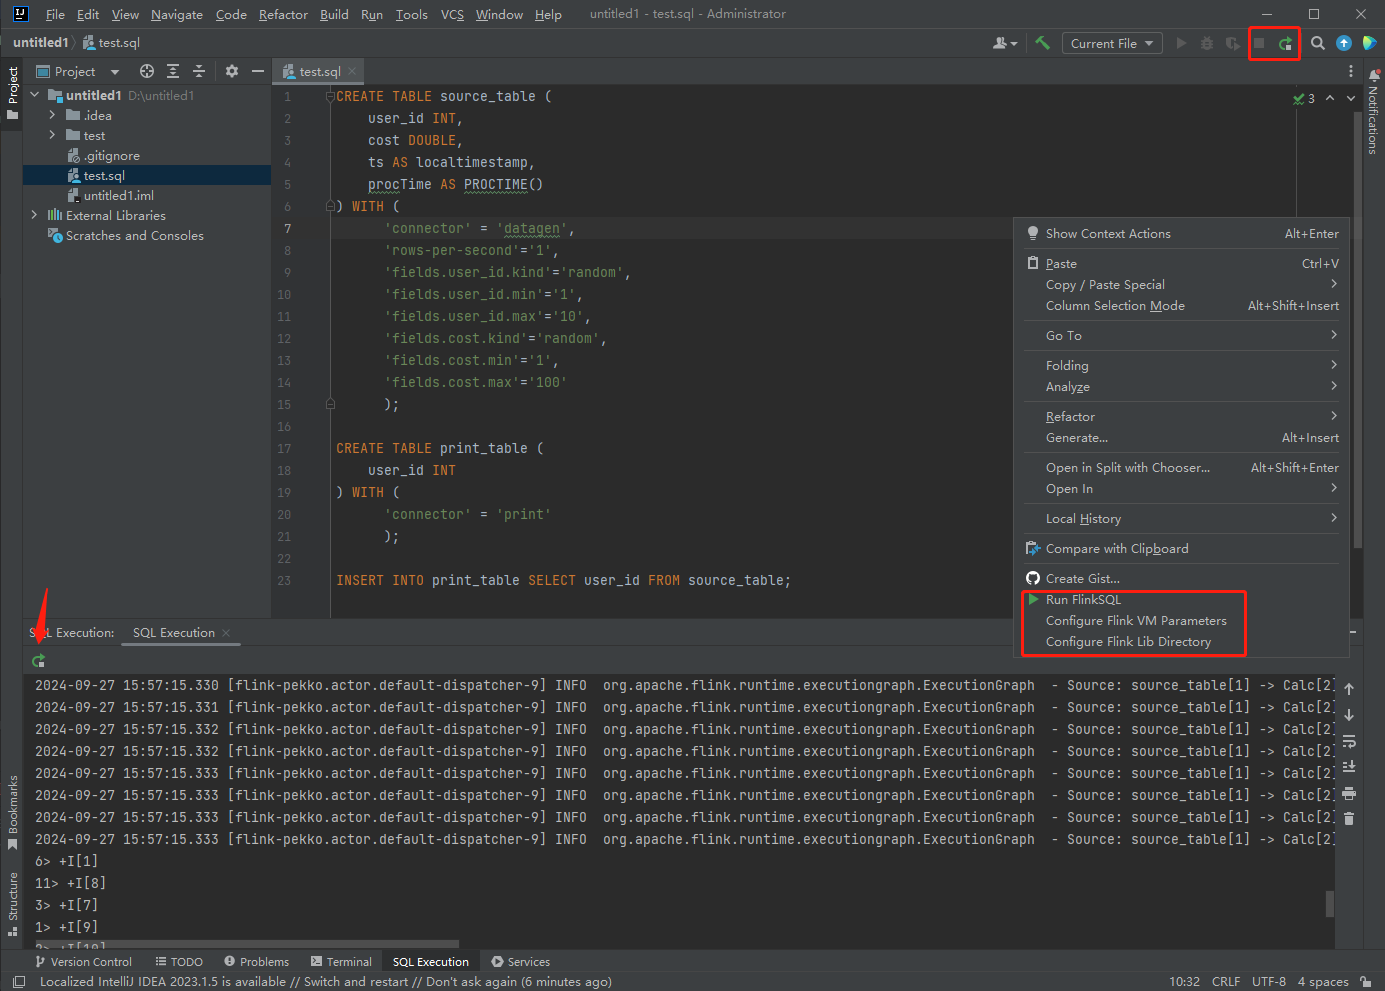 File Edit View Navigate Code Refactor Build Run Tools VCS Window Help untitled1 - test.sql - Administrator
untitled1 test.sql Current File
Project test.sql
Project
Notifications
untitled1 D:\untitled1
.idea
test
.gitignore
test.sql
untitled1.iml
External Libraries
Scratches and Consoles
3
1 CREATE TABLE source_table (
2 user_id INT,
3 cost DOUBLE,
4 ts AS localtimestamp,
5 procTime AS PROCTIME()
6 ) WITH (
7 'connector' = 'datagen',
8 'rows-per-second'='1',
9 'fields.user_id.kind'='random',
10 'fields.user_id.min'='1',
11 'fields.user_id.max'='10',
12 'fields.cost.kind'='random',
13 'fields.cost.min'='1',
14 'fields.cost.max'='100'
15 );
16
17 CREATE TABLE print_table (
18 user_id INT
19 ) WITH (
20 'connector' = 'print'
21 );
22
23 INSERT INTO print_table SELECT user_id FROM source_table;
Show Context Actions Alt+Enter
Paste Ctrl+V
Copy / Paste Special
Column Selection Mode Alt+Shift+Insert
Go To
Folding
Analyze
Refactor
Generate... Alt+Insert
Open in Split with Chooser... Alt+Shift+Enter
Open In
Local History
Compare with Clipboard
Create Gist...
Run FlinkSQL
Configure Flink VM Parameters
Configure Flink Lib Directory
SQL Execution: SQL Execution
2024-09-27 15:57:15.330 [flink-pekko.actor.default-dispatcher-9] INFO org.apache.flink.runtime.executiongraph.ExecutionGraph - Source: source_table[1] -> Calc[2]
2024-09-27 15:57:15.331 [flink-pekko.actor.default-dispatcher-9] INFO org.apache.flink.runtime.executiongraph.ExecutionGraph - Source: source_table[1] -> Calc[2]
2024-09-27 15:57:15.332 [flink-pekko.actor.default-dispatcher-9] INFO org.apache.flink.runtime.executiongraph.ExecutionGraph - Source: source_table[1] -> Calc[2]
2024-09-27 15:57:15.332 [flink-pekko.actor.default-dispatcher-9] INFO org.apache.flink.runtime.executiongraph.ExecutionGraph - Source: source_table[1] -> Calc[2]
2024-09-27 15:57:15.333 [flink-pekko.actor.default-dispatcher-9] INFO org.apache.flink.runtime.executiongraph.ExecutionGraph - Source: source_table[1] -> Calc[2]
2024-09-27 15:57:15.333 [flink-pekko.actor.default-dispatcher-9] INFO org.apache.flink.runtime.executiongraph.ExecutionGraph - Source: source_table[1] -> Calc[2]
2024-09-27 15:57:15.333 [flink-pekko.actor.default-dispatcher-9] INFO org.apache.flink.runtime.executiongraph.ExecutionGraph - Source: source_table[1] -> Calc[2]
2024-09-27 15:57:15.333 [flink-pekko.actor.default-dispatcher-9] INFO org.apache.flink.runtime.executiongraph.ExecutionGraph - Source: source_table[1] -> Calc[2]
6> +I[1]
11> +I[8]
3> +I[7]
1> +I[9]
2> +I[10]
Bookmarks
Structure
Version Control TODO Problems Terminal SQL Execution Services
Localized IntelliJ IDEA 2023.1.5 is available // Switch and restart // Don't ask again (6 minutes ago) 10:32 CRLF UTF-8 4 spaces